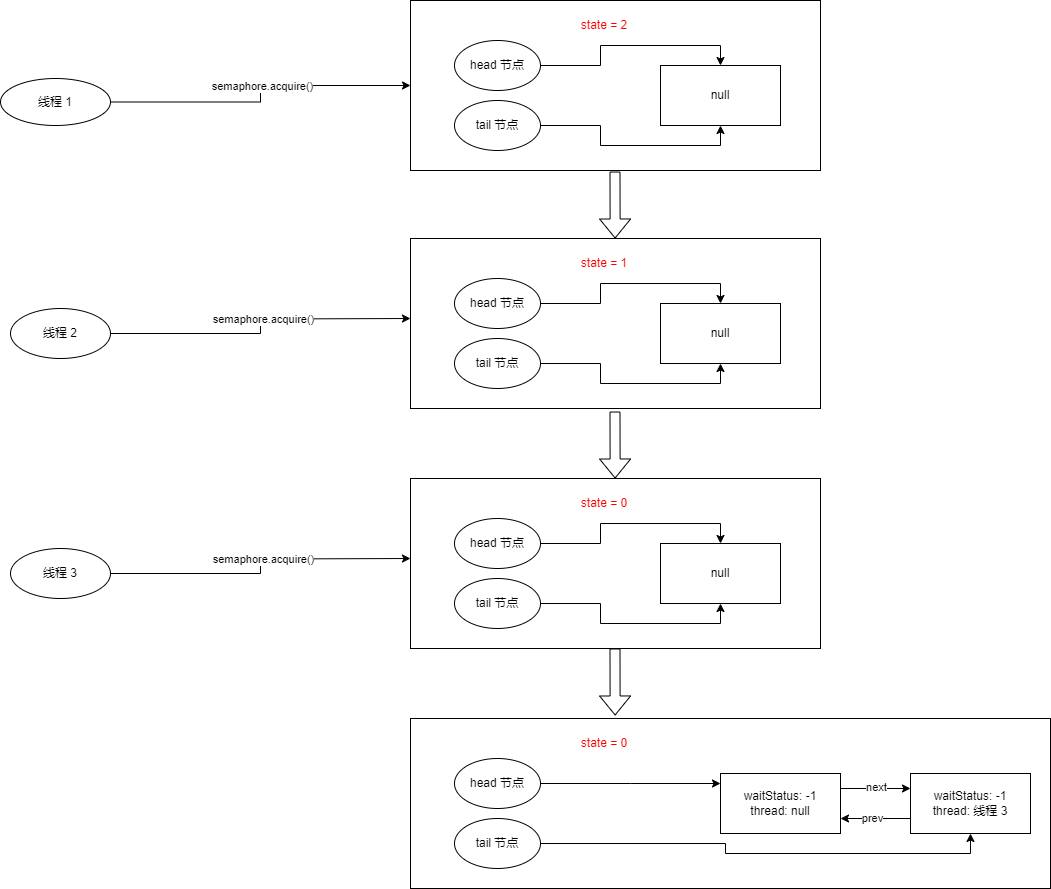 state = 2
head 节点
null
tail 节点
线程 1
semaphore.acquire()
state = 1
head 节点
null
tail 节点
线程 2
semaphore.acquire()
state = 0
head 节点
null
tail 节点
线程 3
semaphore.acquire()
state = 0
head 节点
waitStatus: -1
thread: null
next
prev
waitStatus: -1
thread: 线程 3
tail 节点